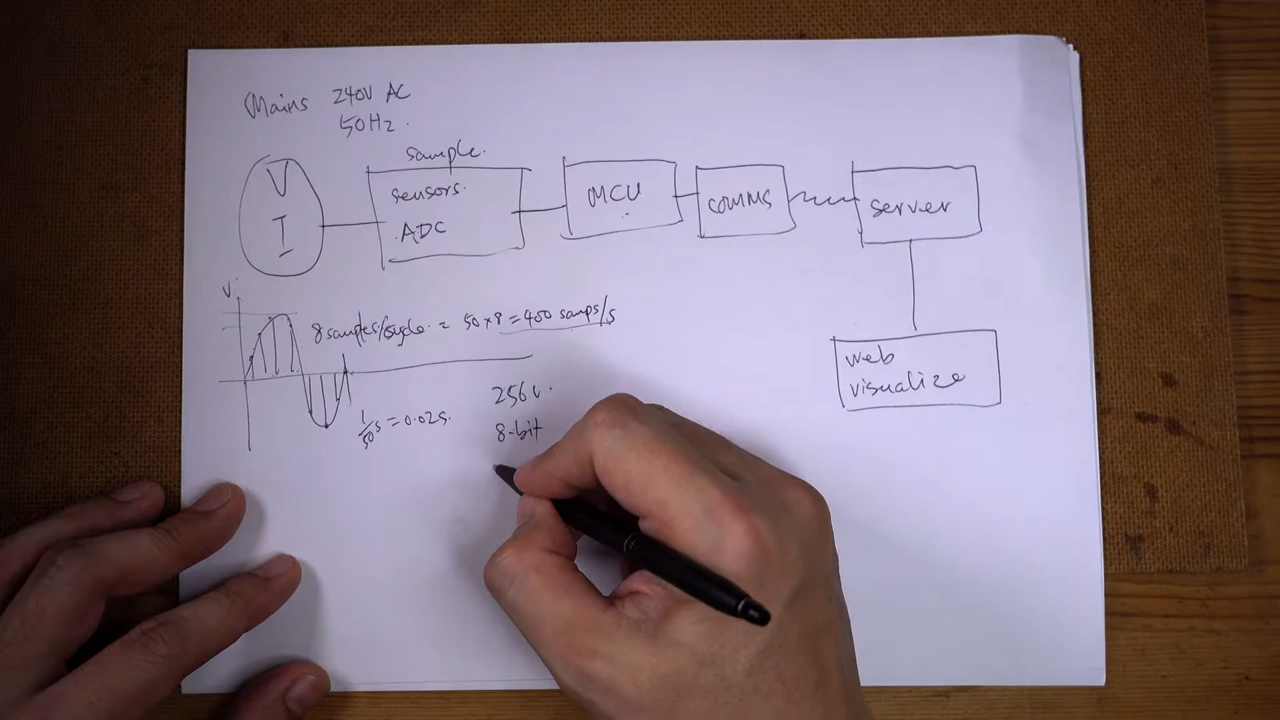 Mains 240V AC
50Hz.
sample.
V
I
sensors.
ADC
MCU
comms
server
V
8 samples/cycle. = 50 x 8 = 400 samps/s
1/50 s = 0.02s.
256v.
8-bit
web
visualize